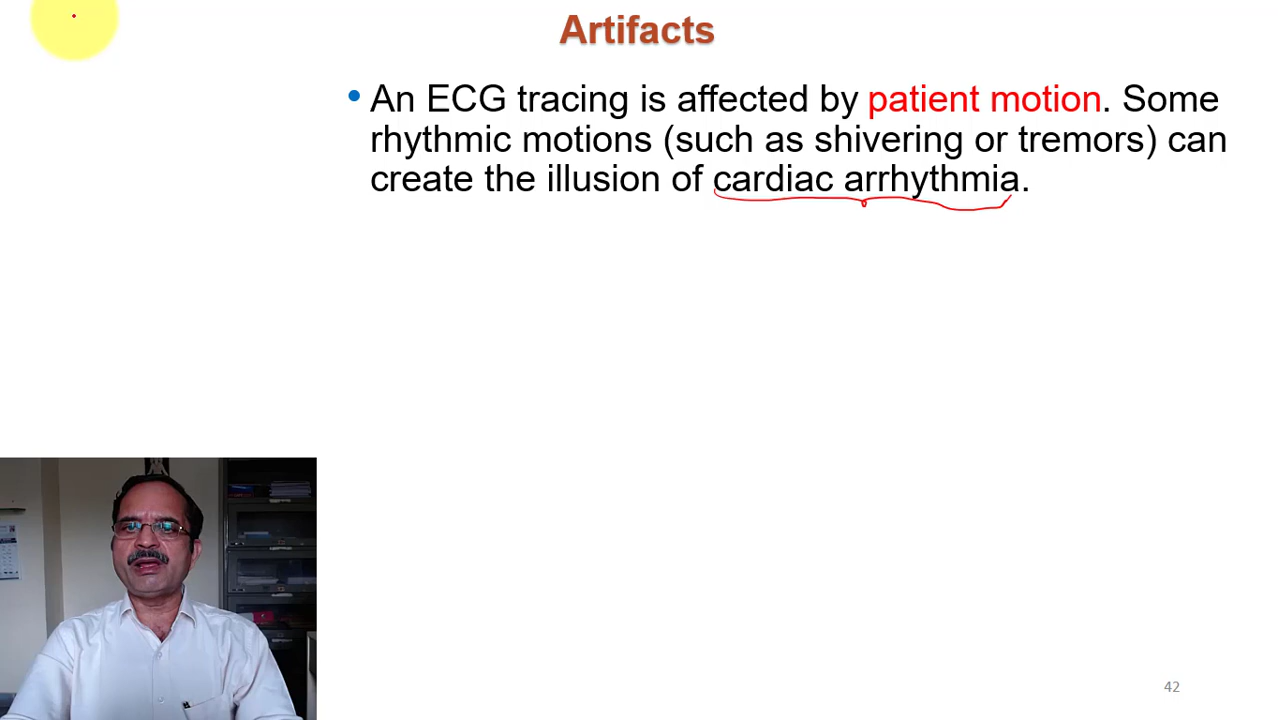 Artifacts
• An ECG tracing is affected by patient motion. Some
rhythmic motions (such as shivering or tremors) can
create the illusion of cardiac arrhythmia.
42